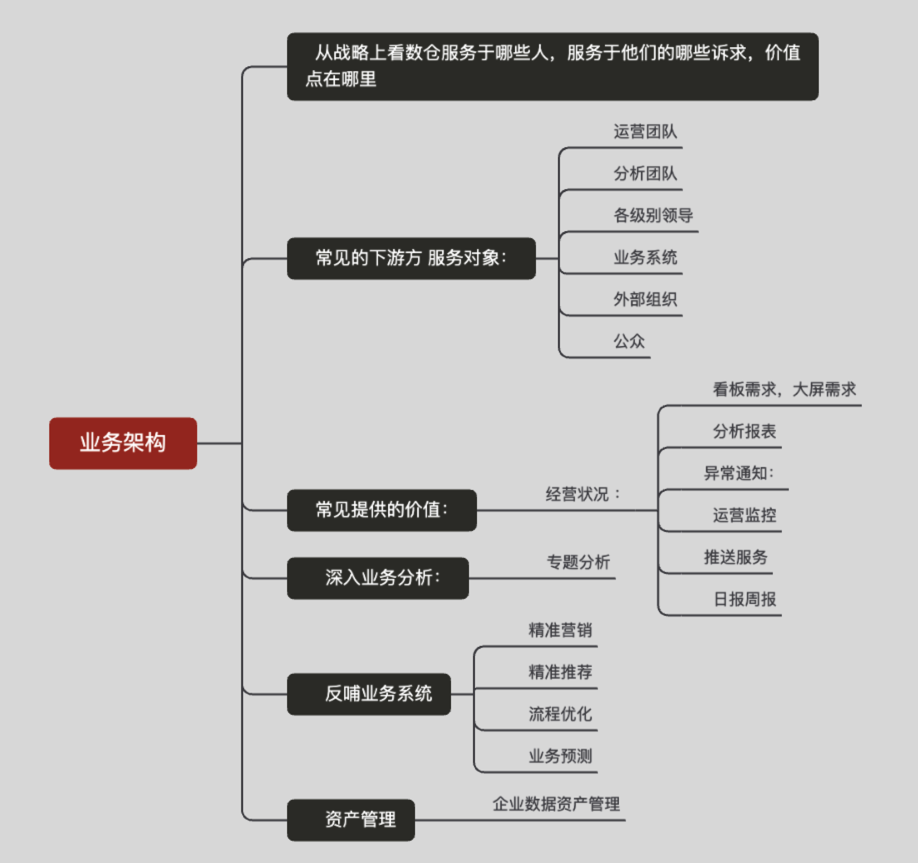 从战略上看数仓服务于哪些人，服务于他们的哪些诉求，价值
点在哪里
运营团队
分析团队
各级别领导
常见的下游方 服务对象：
业务系统
外部组织
公众
看板需求，大屏需求
分析报表
业务架构
异常通知：
经营状况：
常见提供的价值：
运营监控
推送服务
深入业务分析：
专题分析
日报周报
精准营销
精准推荐
反哺业务系统
流程优化
业务预测
企业数据资产管理
资产管理